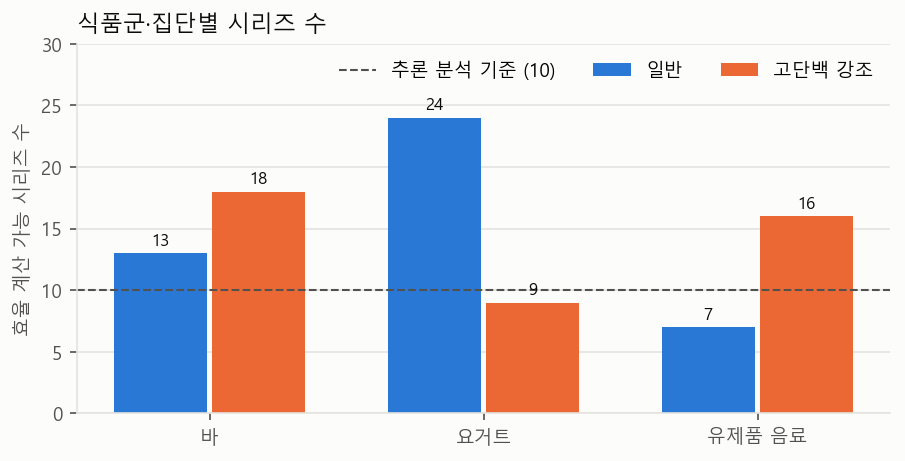 식품군·집단별 시리즈 수
효율 계산 가능 시리즈 수
30
25
20
15
10
5
0
추론 분석 기준 (10)
일반
고단백 강조
13
18
24
9
7
16
바
요거트
유제품 음료